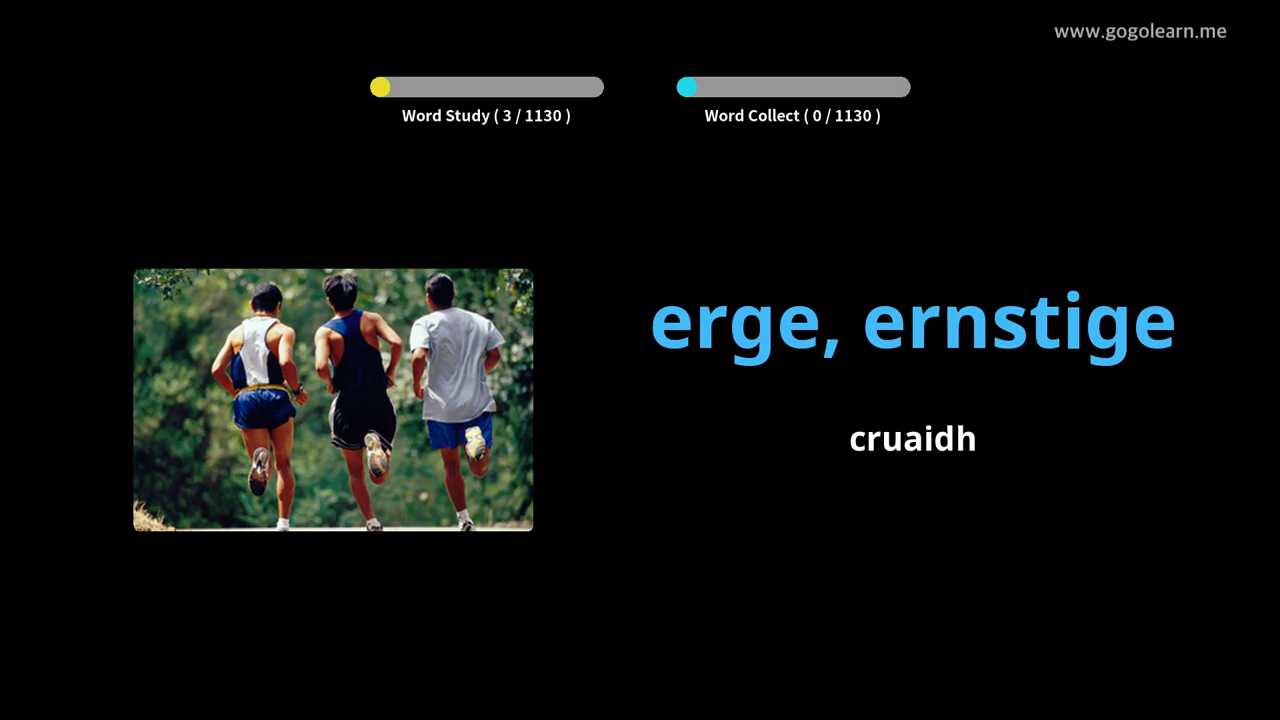 www.gogolearn.me
Word Study ( 3 / 1130 )
Word Collect ( 0 / 1130 )
erge, ernstige
cruaidh